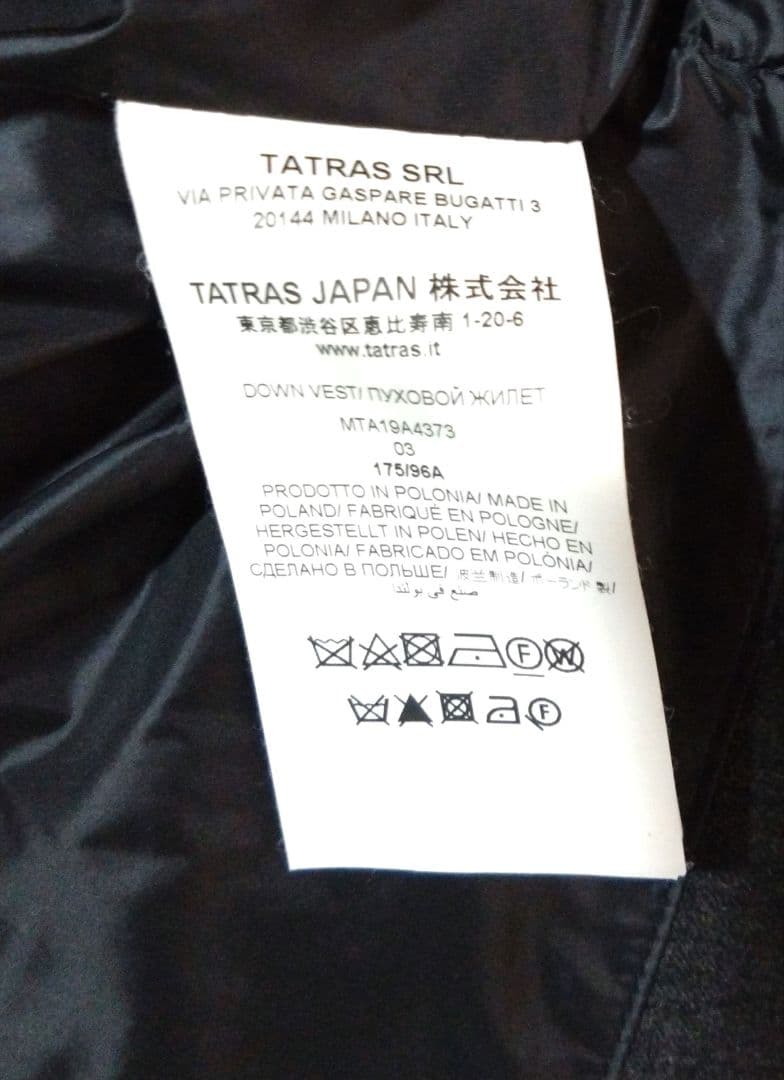 TATRAS SRL
VIA PRIVATA GASPARE BUGATTI 3
20144 MILANO ITALY
TATRAS JAPAN 株式会社
東京都渋谷区恵比寿南 1-20-6
www.tatras.it
DOWN VEST/ ПУХОВОЙ ЖИЛЕТ
MTA19A4373
03
175/96A
PRODOTTO IN POLONIA/ MADE IN
POLAND/ FABRIQUÉ EN POLOGNE/
HERGESTELLT IN POLEN/ HECHO EN
POLONIA/ FABRICADO EM POLÔNIA/
СДЕЛАНО В ПОЛЬШЕ/ 波兰制造/ ポーランド製/
صنع في بولندا
F W
F